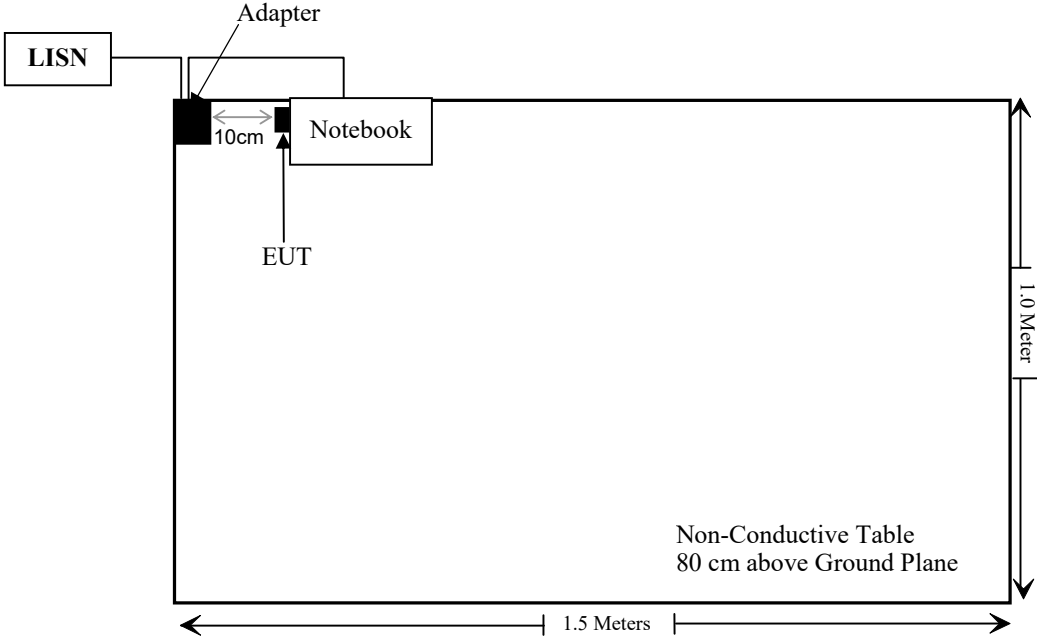 Adapter
LISN
Notebook
10cm
EUT
1.0 Meter
Non-Conductive Table
80 cm above Ground Plane
1.5 Meters